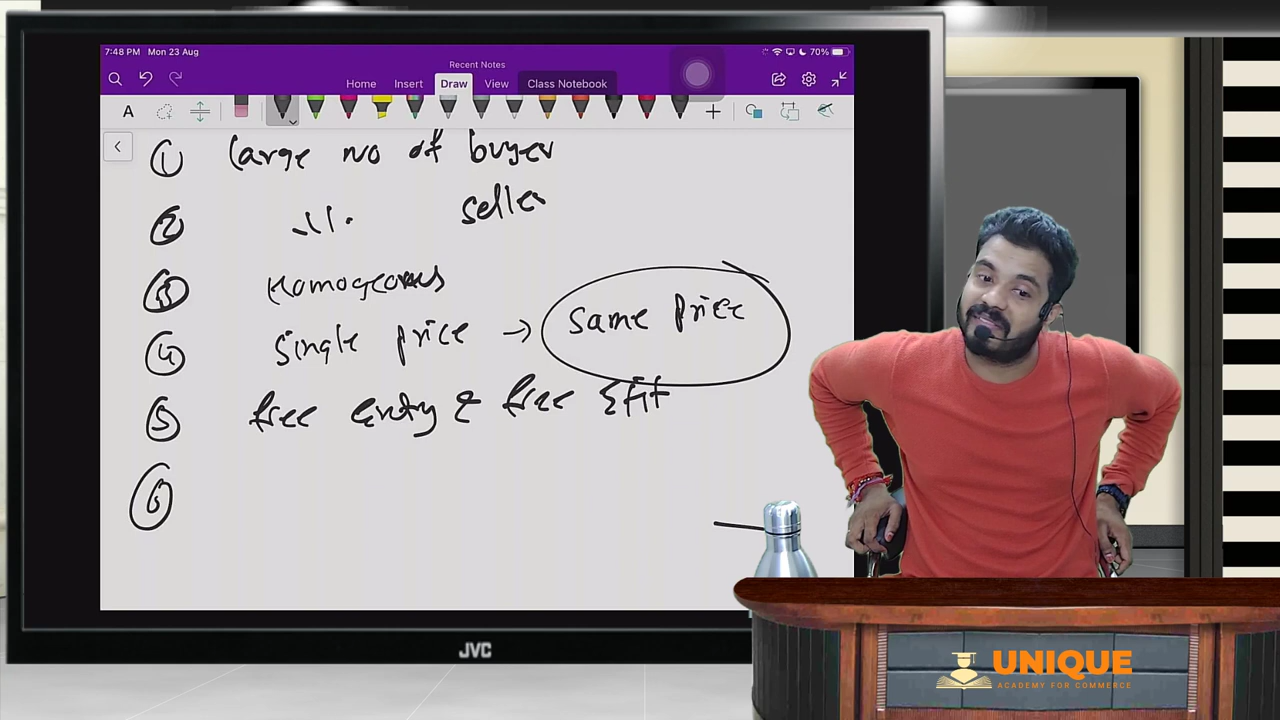 7:48 PM Mon 23 Aug
70%
Recent Notes
Home Insert Draw View Class Notebook
A
1 large no of buyer
2 seller
3
4 Single price → Same Price
5 free entry & free
6
JVC
UNIQUE
ACADEMY FOR COMMERCE